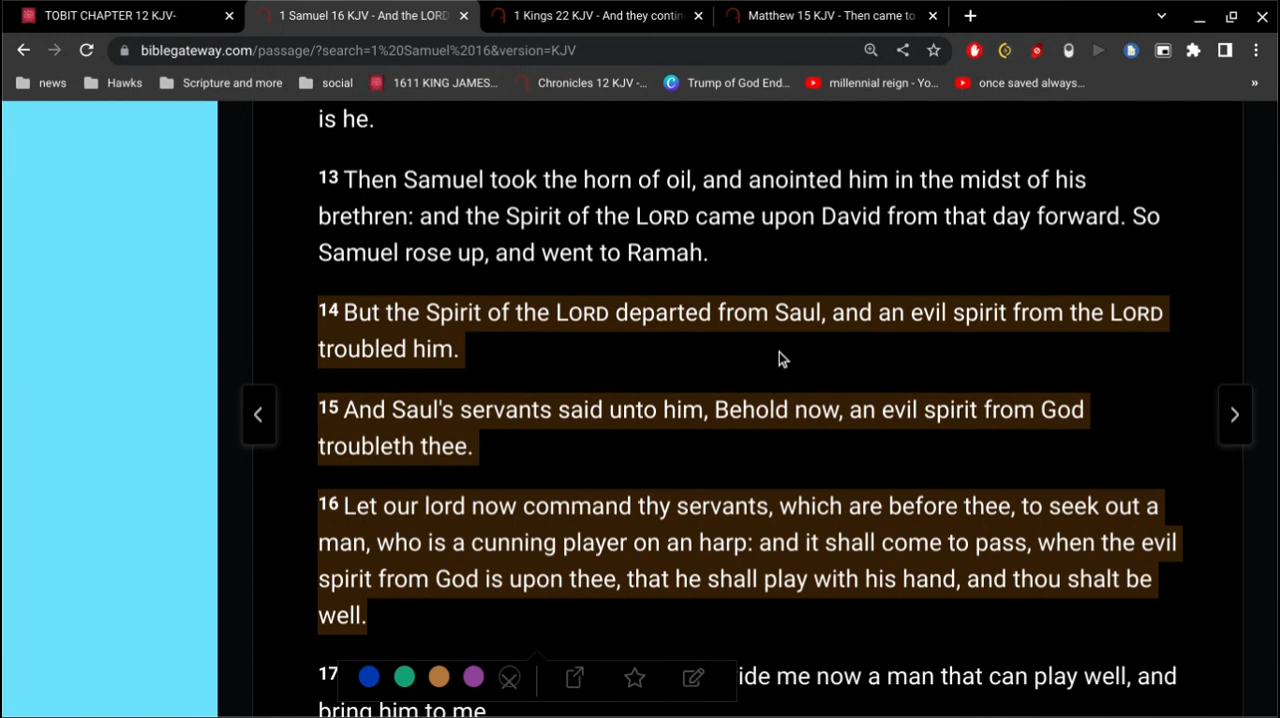 TOBIT CHAPTER 12 KJV-
1 Samuel 16 KJV - And the LORD
1 Kings 22 KJV - And they contin
Matthew 15 KJV - Then came to
biblegateway.com/passage/?search=1%20Samuel%2016&version=KJV
news
Hawks
Scripture and more
social
1611 KING JAMES...
Chronicles 12 KJV -...
Trump of God End...
millennial reign - Yo...
once saved always...
»
is he.
13 Then Samuel took the horn of oil, and anointed him in the midst of his
brethren: and the Spirit of the LORD came upon David from that day forward. So
Samuel rose up, and went to Ramah.
14 But the Spirit of the LORD departed from Saul, and an evil spirit from the LORD
troubled him.
15 And Saul's servants said unto him, Behold now, an evil spirit from God
troubleth thee.
16 Let our lord now command thy servants, which are before thee, to seek out a
man, who is a cunning player on an harp: and it shall come to pass, when the evil
spirit from God is upon thee, that he shall play with his hand, and thou shalt be
well.
17 ide me now a man that can play well, and
bring him to me